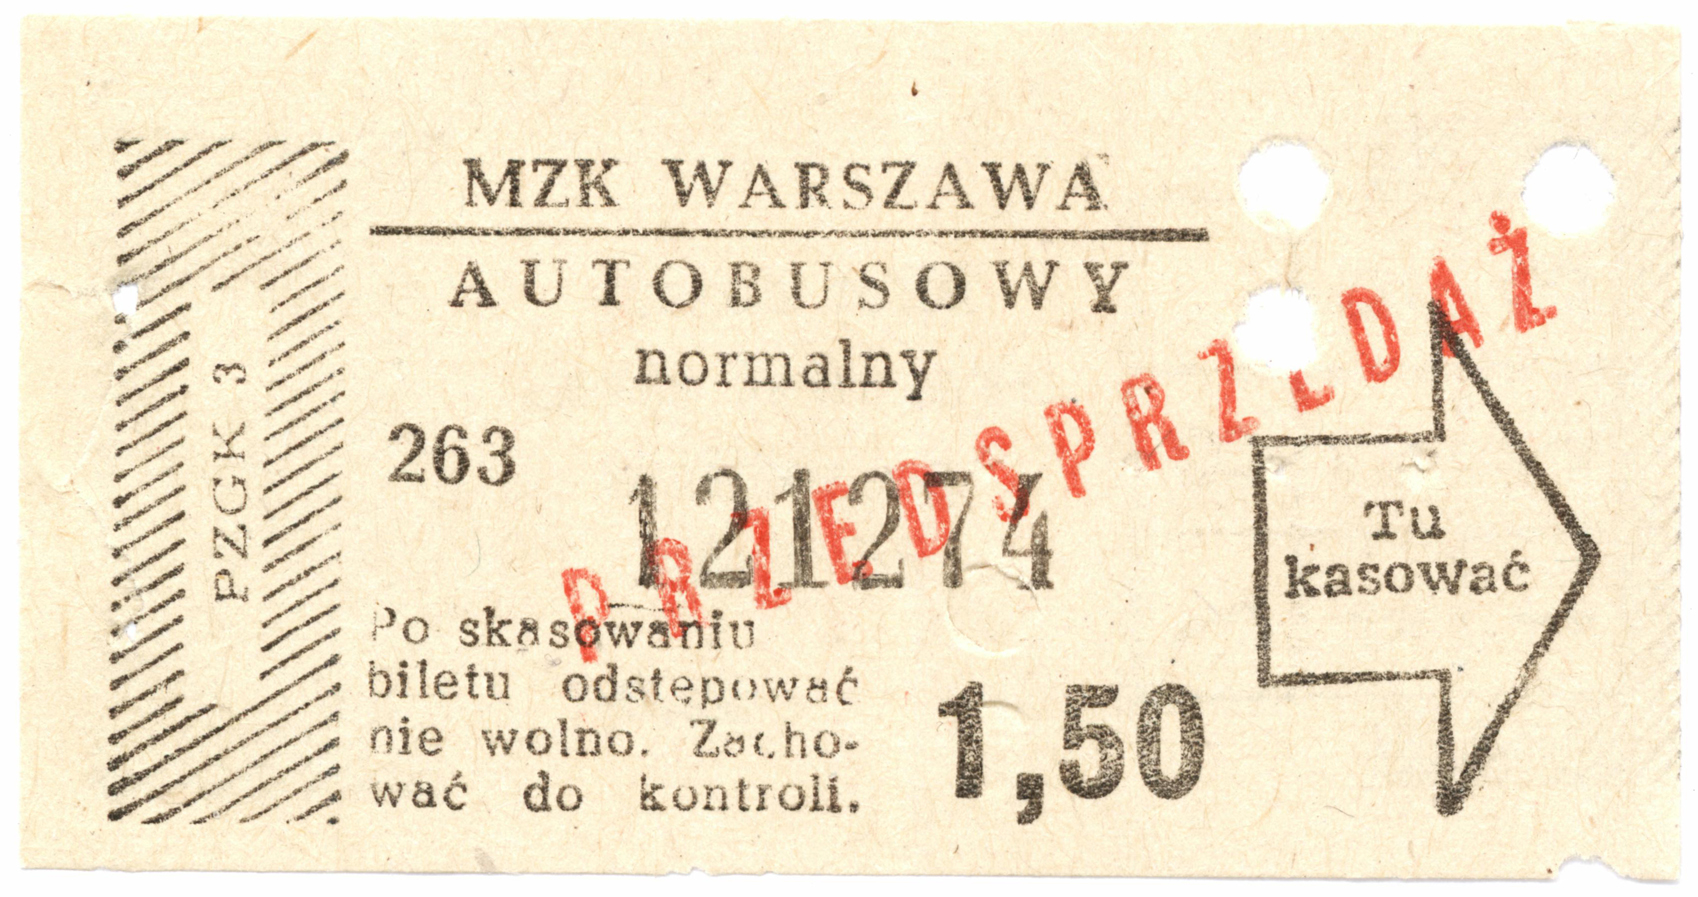 PZGK 3
MZK WARSZAWA
AUTOBUSOWY
normalny
263
121274
PRZEDSPRZEDAŻ
Po skasowaniu
biletu odstępować
nie wolno. Zacho-
wać do kontroli.
1,50
Tu
kasować